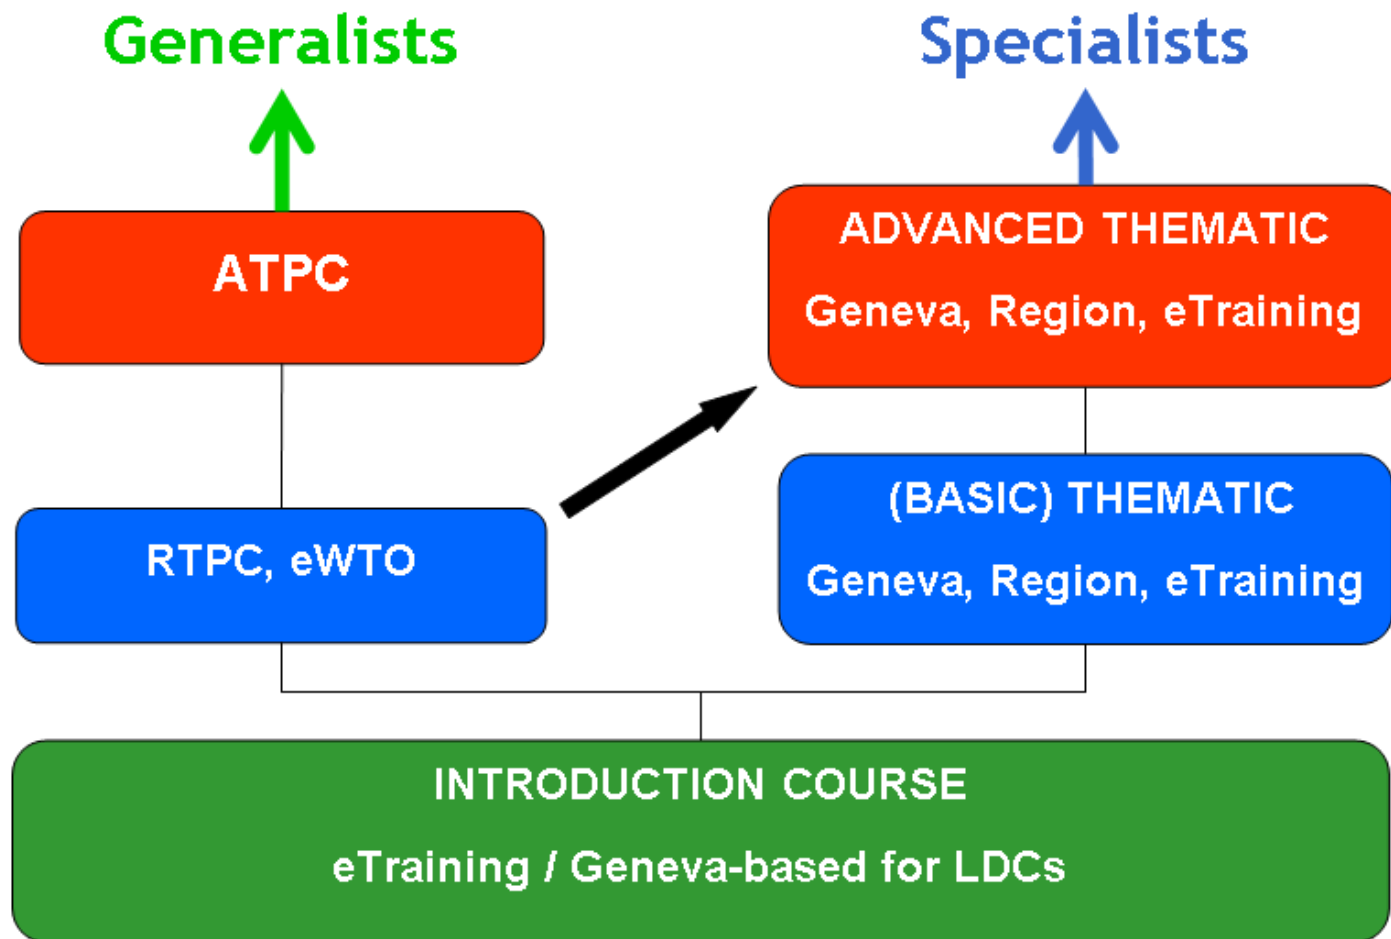 Generalists
Specialists
ATPC
ADVANCED THEMATIC
Geneva, Region, eTraining
RTPC, eWTO
(BASIC) THEMATIC
Geneva, Region, eTraining
INTRODUCTION COURSE
eTraining / Geneva-based for LDCs